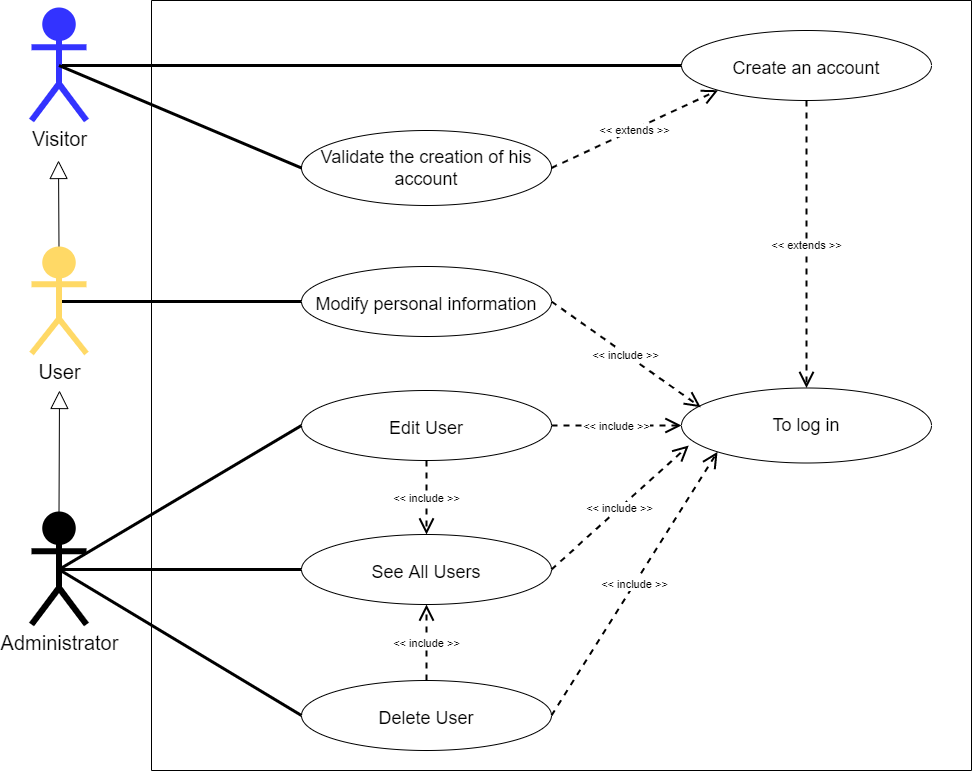 Create an account
Visitor
<< extends >>
Validate the creation of his
account
<< extends >>
Modify personal information
<< include >>
User
Edit User
<< include >>
To log in
<< include >>
<< include >>
See All Users
<< include >>
Administrator
<< include >>
Delete User